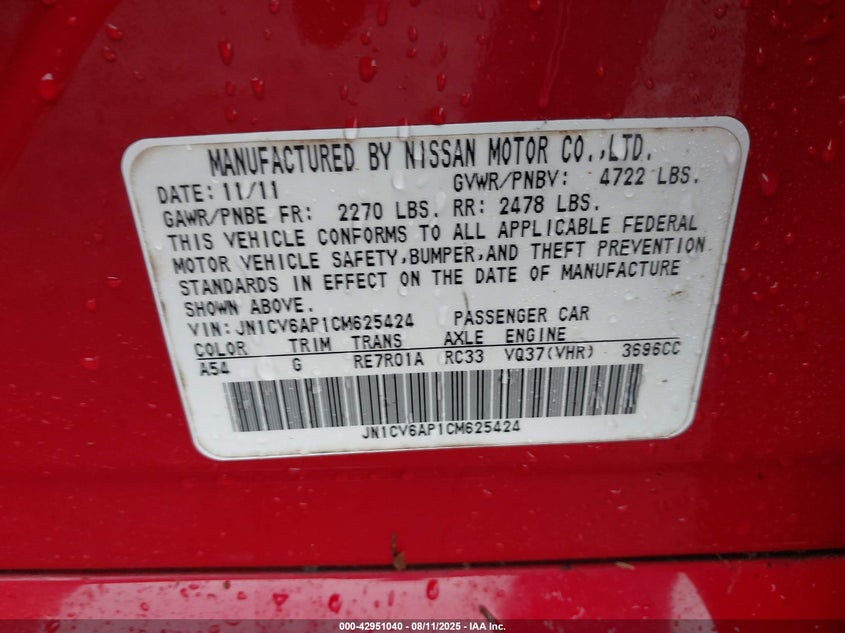 MANUFACTURED BY NISSAN MOTOR CO.,LTD.
DATE: 11/11 GVWR/PNBV: 4722 LBS.
GAWR/PNBE FR: 2270 LBS. RR: 2478 LBS.
THIS VEHICLE CONFORMS TO ALL APPLICABLE FEDERAL
MOTOR VEHICLE SAFETY,BUMPER,AND THEFT PREVENTION
STANDARDS IN EFFECT ON THE DATE OF MANUFACTURE
SHOWN ABOVE.
VIN: JN1CV6AP1CM625424 PASSENGER CAR
COLOR TRIM TRANS AXLE ENGINE
A54 G RE7R01A RC33 VQ37(VHR) 3696CC
JN1CV6AP1CM625424
000-42951040 - 08/11/2025 - IAA Inc.